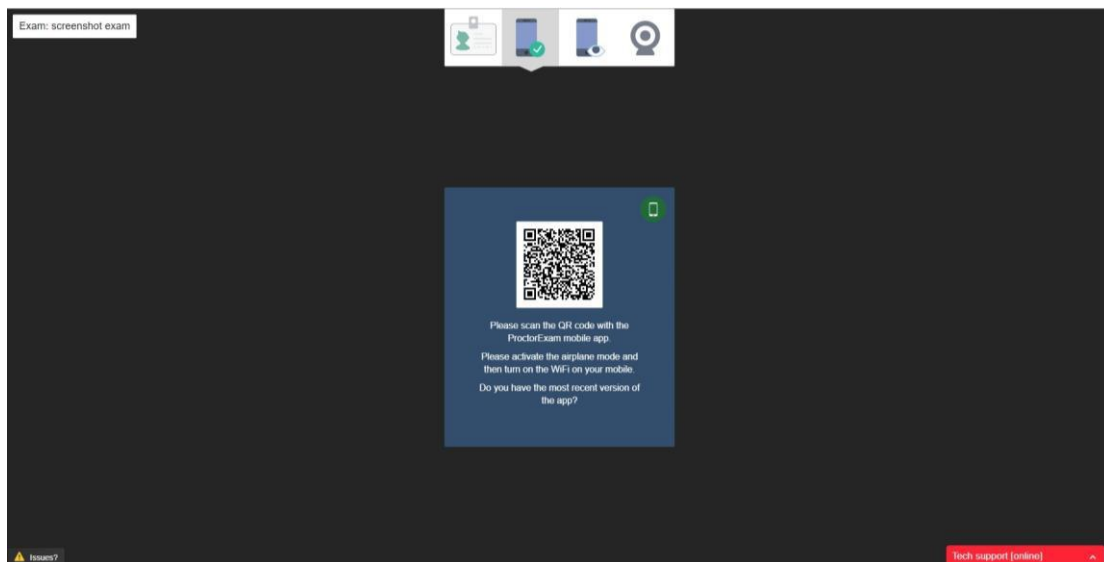 Exam: screenshot exam
Please scan the QR code with the
ProctorExam mobile app.
Please activate the airplane mode and
then turn on the WiFi on your mobile.
Do you have the most recent version of
the app?
Issues?
Tech support [online]